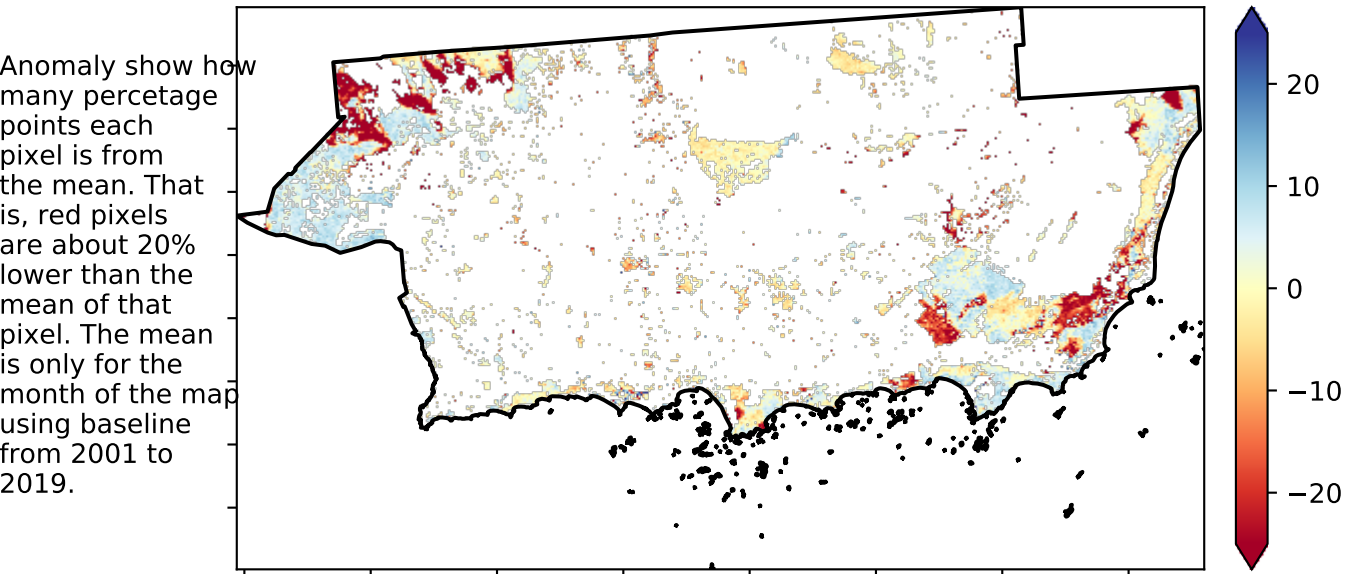 Anomaly show how
many percetage
points each
pixel is from
the mean. That
is, red pixels
are about 20%
lower than the
mean of that
pixel. The mean
is only for the
month of the map
using baseline
from 2001 to
2019.
20
10
0
−10
−20